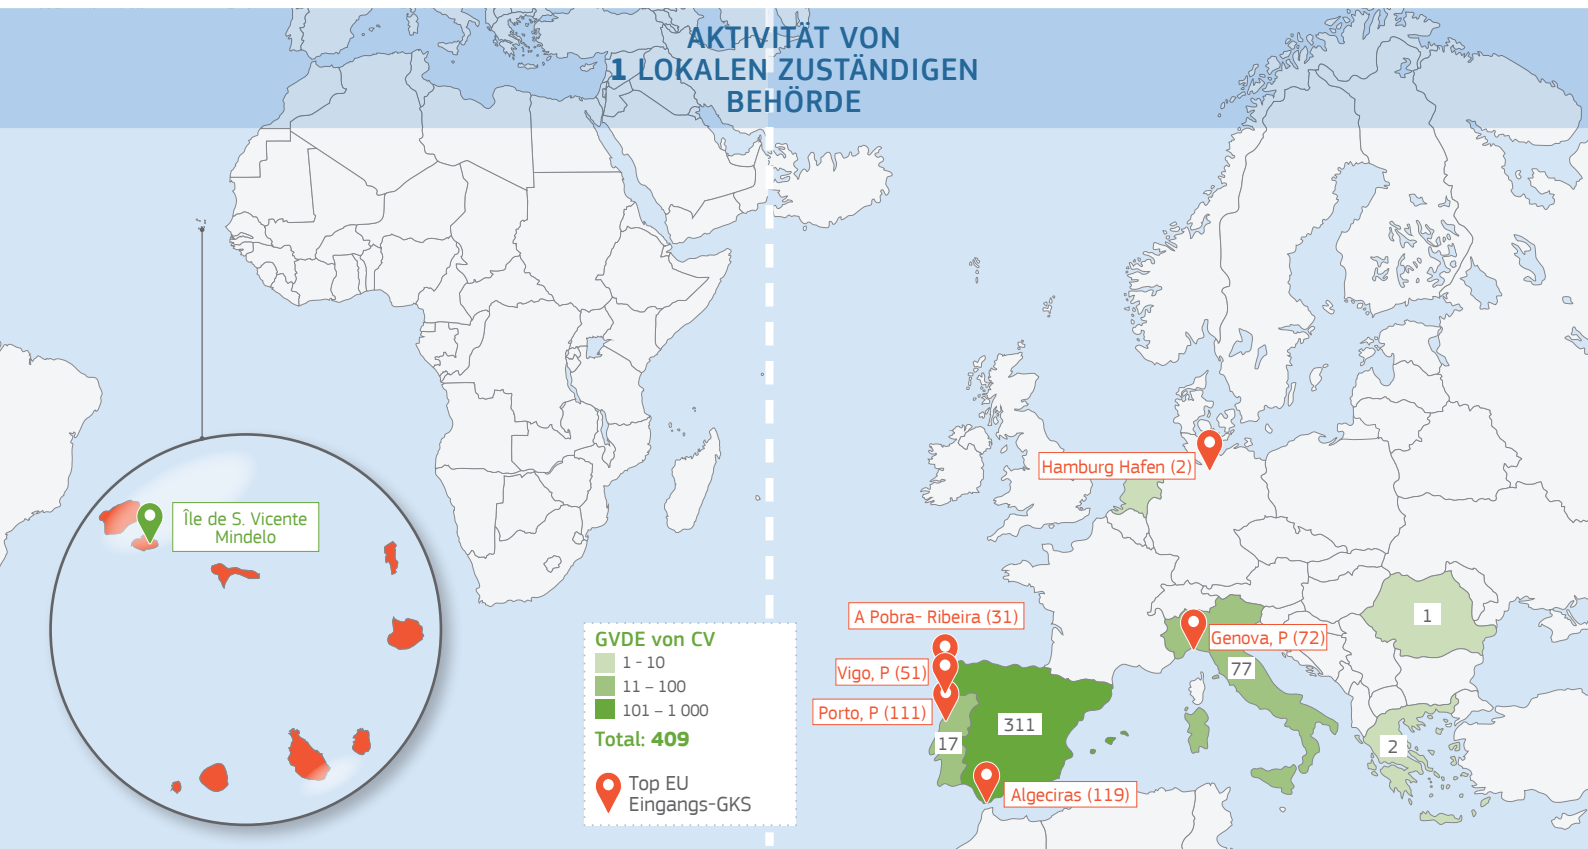 AKTIVITÄT VON
1 LOKALEN ZUSTÄNDIGEN
BEHÖRDE
Île de S. Vicente
Mindelo
GVDE von CV
1 - 10
11 – 100
101 – 1 000
Total: 409
Top EU
Eingangs-GKS
Hamburg Hafen (2)
A Pobra- Ribeira (31)
Vigo, P (51)
Porto, P (111)
Genova, P (72)
Algeciras (119)
1
77
311
17
2